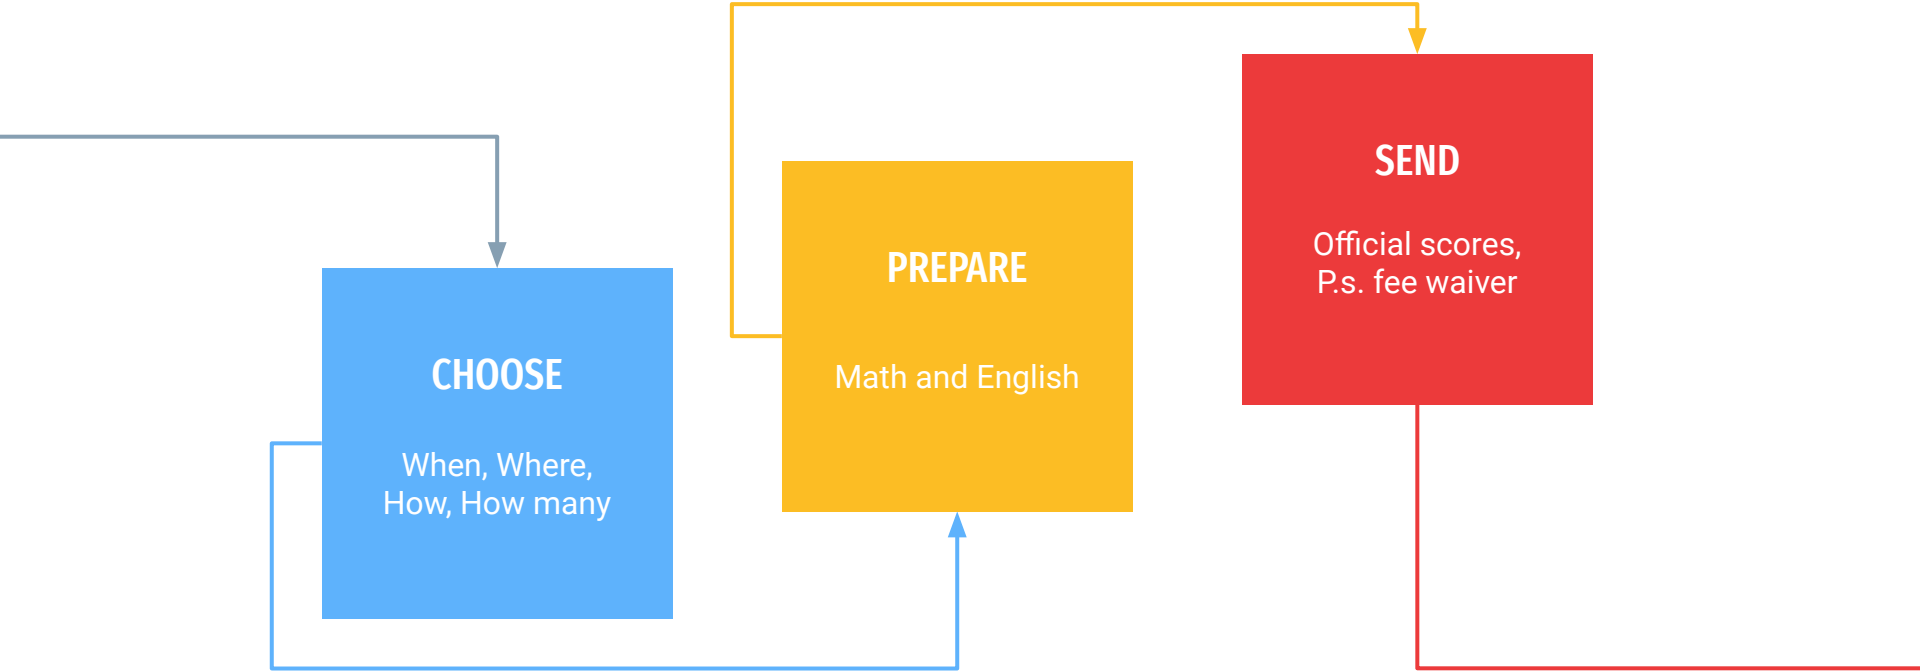 CHOOSE
When, Where,
How, How many
PREPARE
Math and English
SEND
Official scores,
P.s. fee waiver